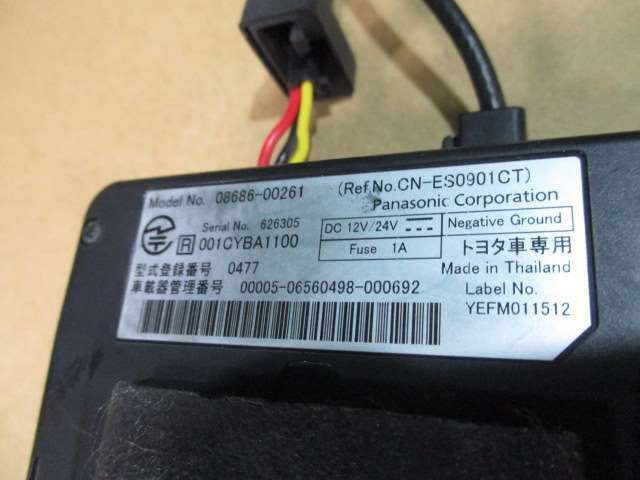 Model No. 08686-00261 (Ref.No.CN-ES0901CT)
Panasonic Corporation
Serial No. 626305
R 001CYBA1100
DC 12V/24V
Negative Ground
Fuse 1A
トヨタ車専用
型式登録番号 0477
Made in Thailand
車載器管理番号 00005-06560498-000692
Label No.
YEFM011512